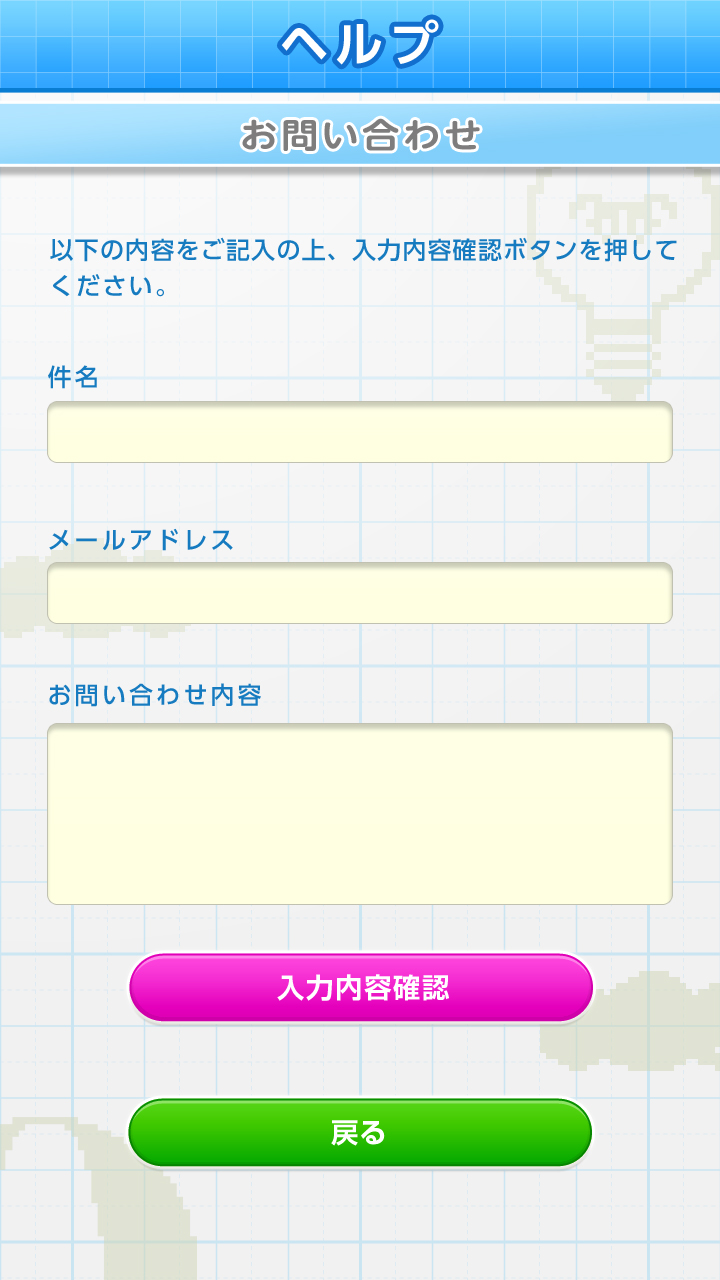 ヘルプ
お問い合わせ
以下の内容をご記入の上、入力内容確認ボタンを押して
ください。
件名
メールアドレス
お問い合わせ内容
入力内容確認
戻る